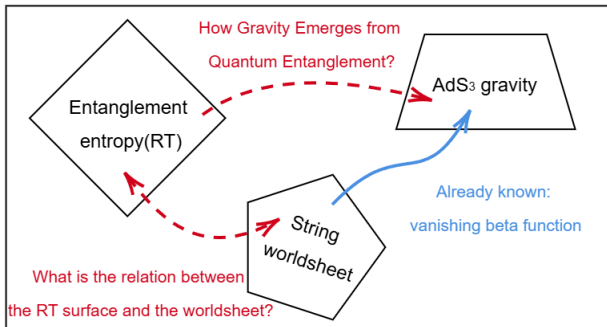 How Gravity Emerges from
Quantum Entanglement?
AdS₃ gravity
Entanglement
entropy(RT)
Already known:
vanishing beta function
String
worldsheet
What is the relation between
the RT surface and the worldsheet?